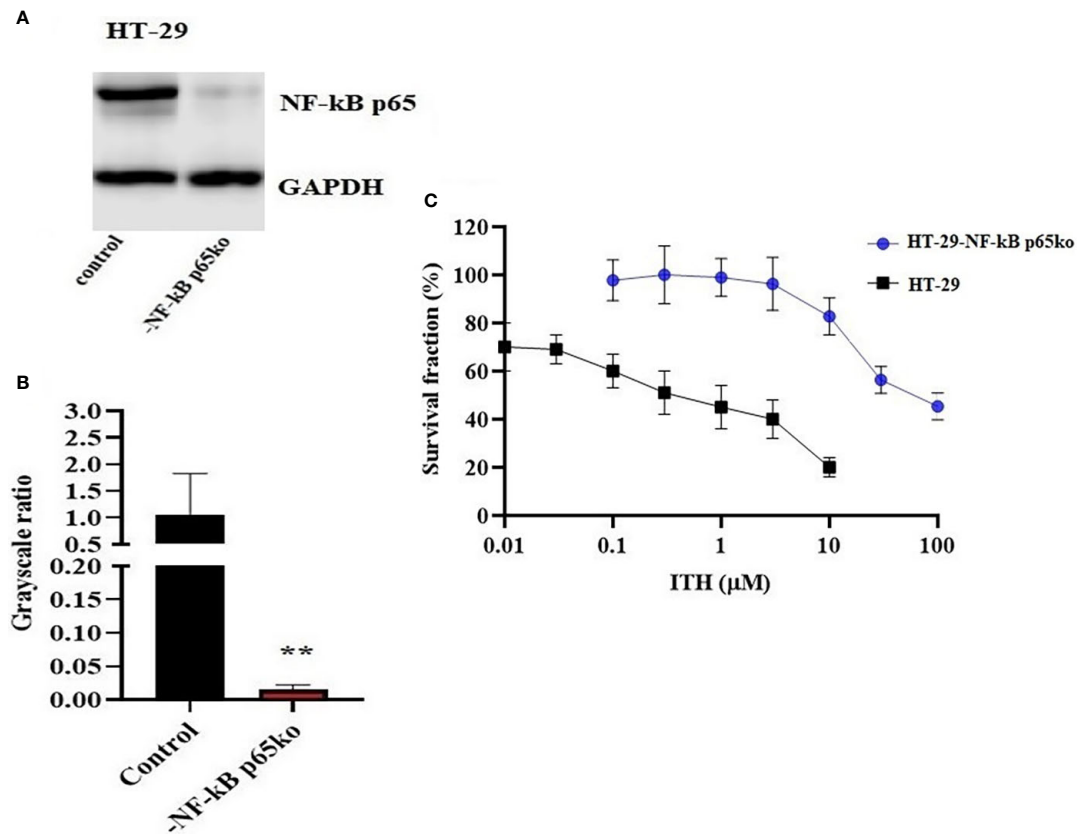 A
HT-29
NF-kB p65
GAPDH
control
-NF-kB p65ko
B
3.0
2.5
2.0
1.5
1.0
0.5
0.20
0.15
0.10
0.05
0.00
Grayscale ratio
**
Control
-NF-kB p65ko
C
120
100
80
60
40
20
0
Survival fraction (%)
0.01 0.1 1 10 100
ITH (μM)
HT-29-NF-kB p65ko
HT-29